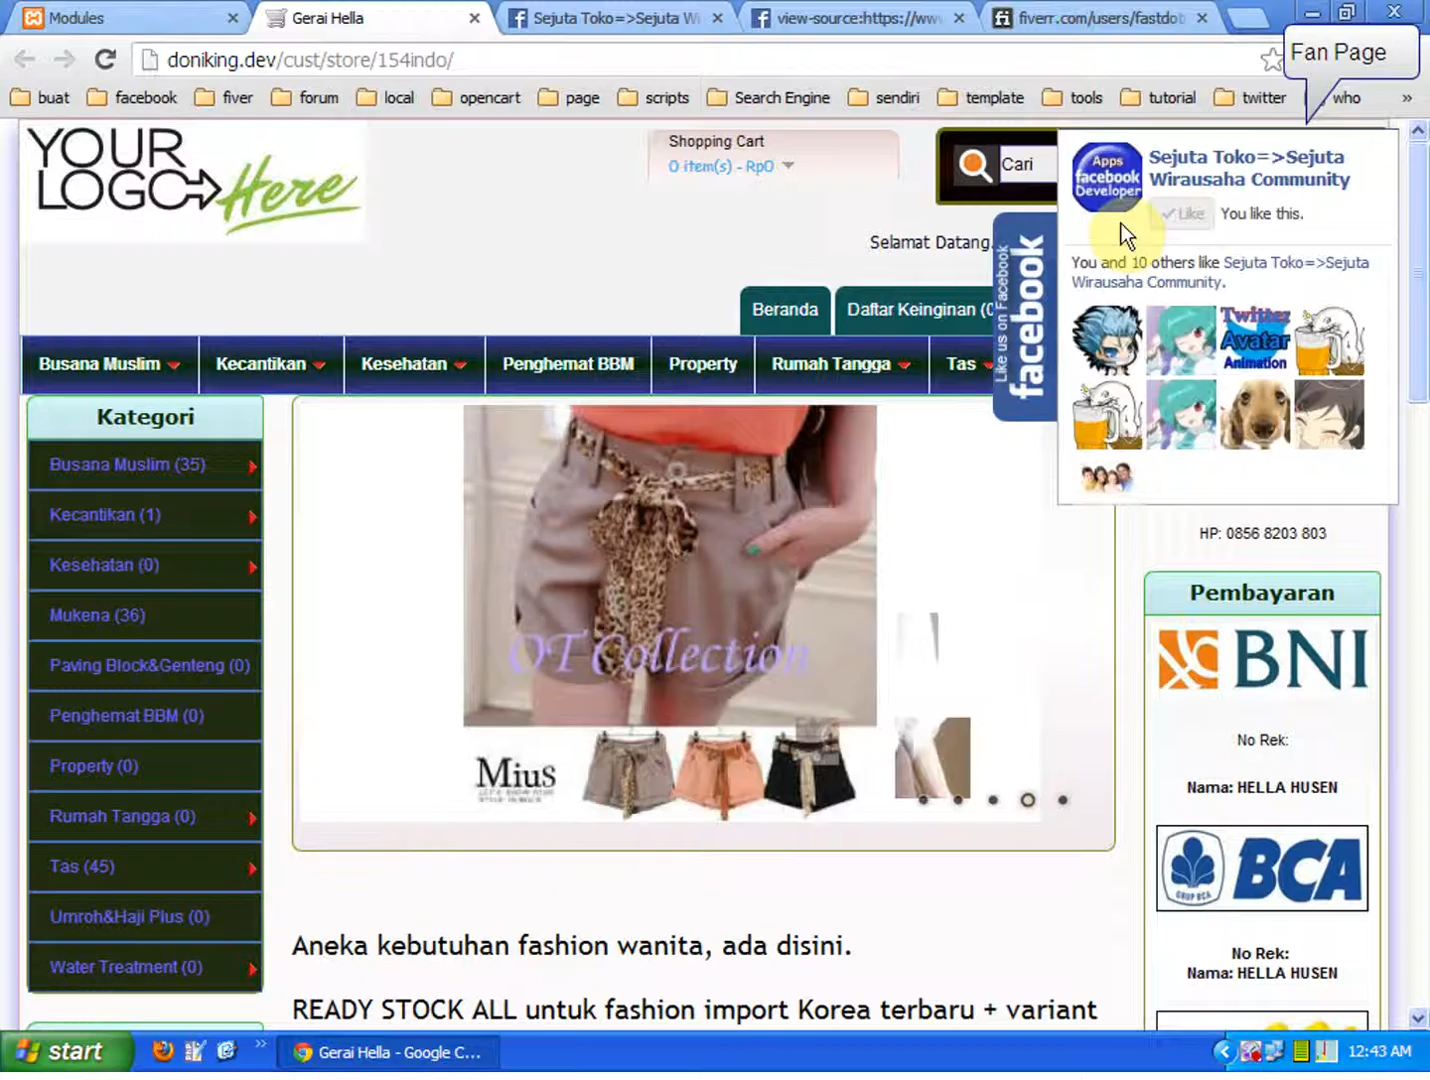 Modules
Gerai Hella
Sejuta Toko=>Sejuta Wi
view-source:https://www
fiverr.com/users/fastdo
doniking.dev/cust/store/154indo/
Fan Page
buat
facebook
fiver
forum
local
opencart
page
scripts
Search Engine
sendiri
template
tools
tutorial
twitter
who
»
YOUR
LOGO Here
Shopping Cart
0 item(s) - Rp0
Cari
Selamat Datang.
Beranda
Daftar Keinginan (0
Like us on Facebook
facebook
Apps
facebook
Developer
Sejuta Toko=>Sejuta
Wirausaha Community
Like
You like this.
You and 10 others like Sejuta Toko=>Sejuta
Wirausaha Community.
Twitter
Avatar
Animation
Busana Muslim
Kecantikan
Kesehatan
Penghemat BBM
Property
Rumah Tangga
Tas
Kategori
Busana Muslim (35)
Kecantikan (1)
Kesehatan (0)
Mukena (36)
Paving Block&Genteng (0)
Penghemat BBM (0)
Property (0)
Rumah Tangga (0)
Tas (45)
Umroh&Haji Plus (0)
Water Treatment (0)
OT Collection
Mius
HP: 0856 8203 803
Pembayaran
BNI
No Rek:
Nama: HELLA HUSEN
BCA
No Rek:
Nama: HELLA HUSEN
Aneka kebutuhan fashion wanita, ada disini.
READY STOCK ALL untuk fashion import Korea terbaru + variant
start
»
Gerai Hella - Google C...
12:43 AM